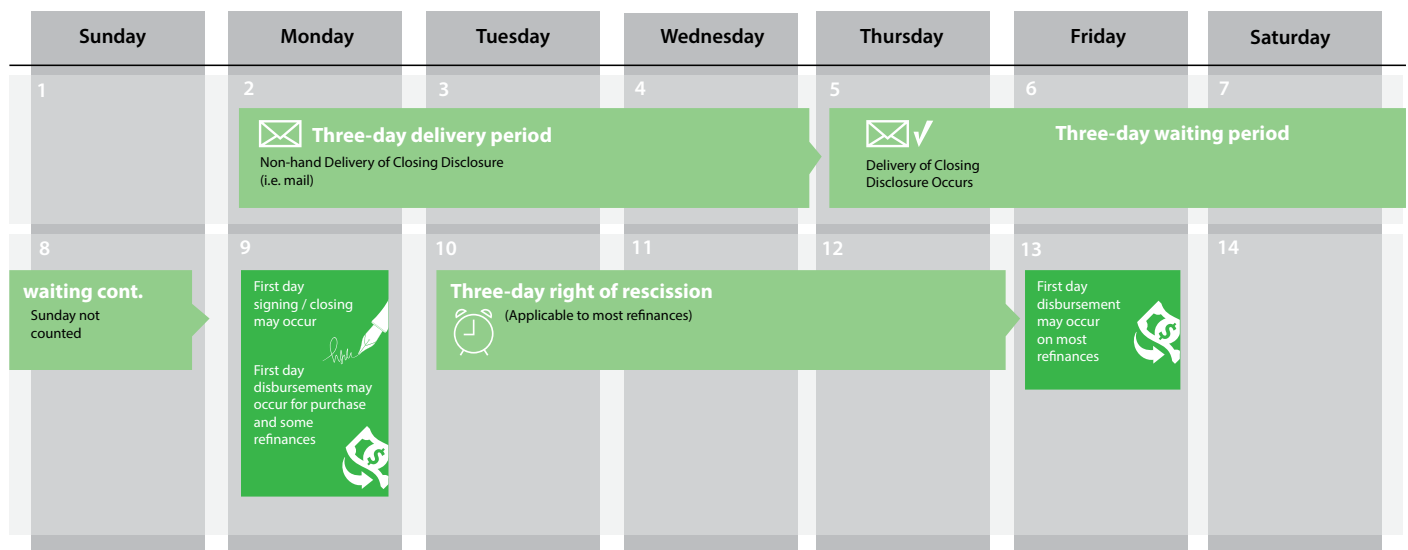 Sunday Monday Tuesday Wednesday Thursday Friday Saturday
1 2 3 4 5 6 7
Three-day delivery period
Non-hand Delivery of Closing Disclosure
(i.e. mail)
Three-day waiting period
Delivery of Closing
Disclosure Occurs
8 9 10 11 12 13 14
waiting cont.
Sunday not
counted
First day
signing / closing
may occur
First day
disbursements may
occur for purchase
and some
refinances
Three-day right of rescission
(Applicable to most refinances)
First day
disbursement
may occur
on most
refinances